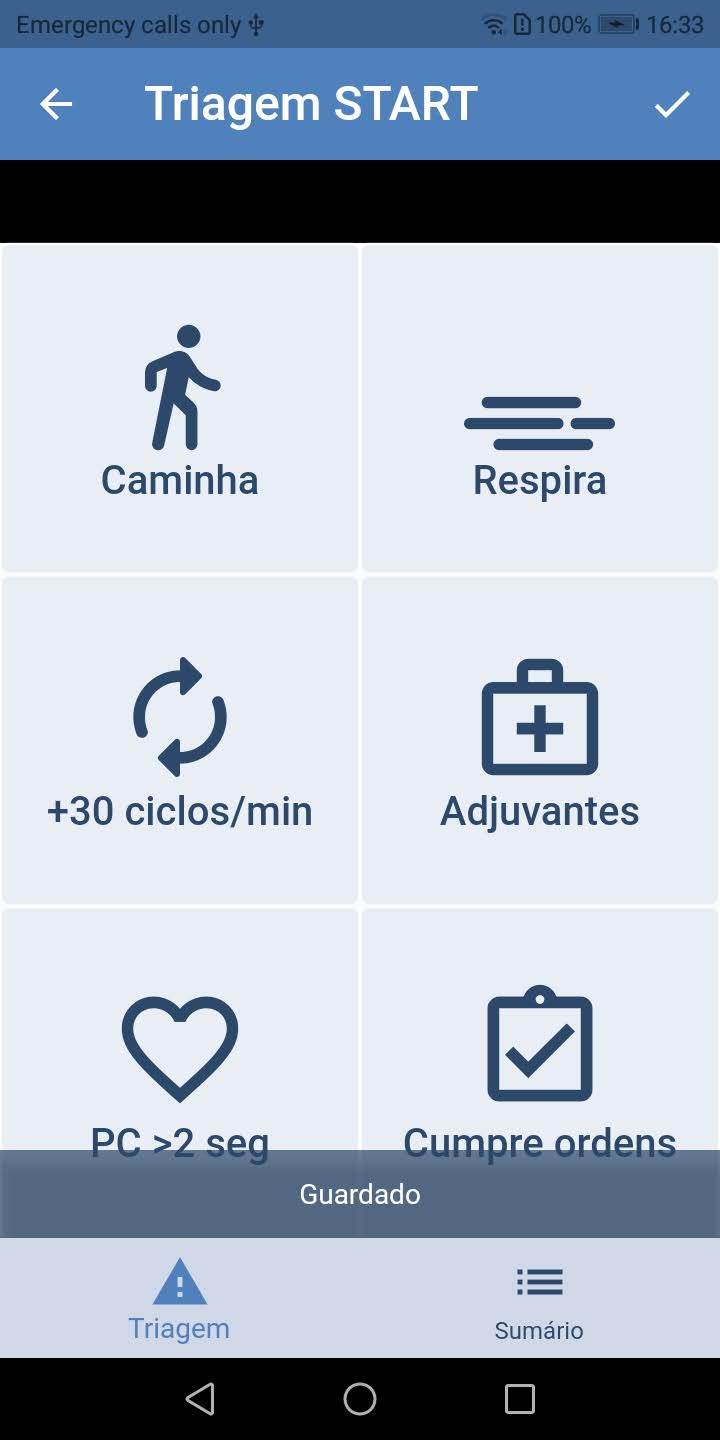 Emergency calls only 100% 16:33
Triagem START
Caminha
Respira
+30 ciclos/min
Adjuvantes
PC >2 seg
Cumpre ordens
Guardado
Triagem
Sumário